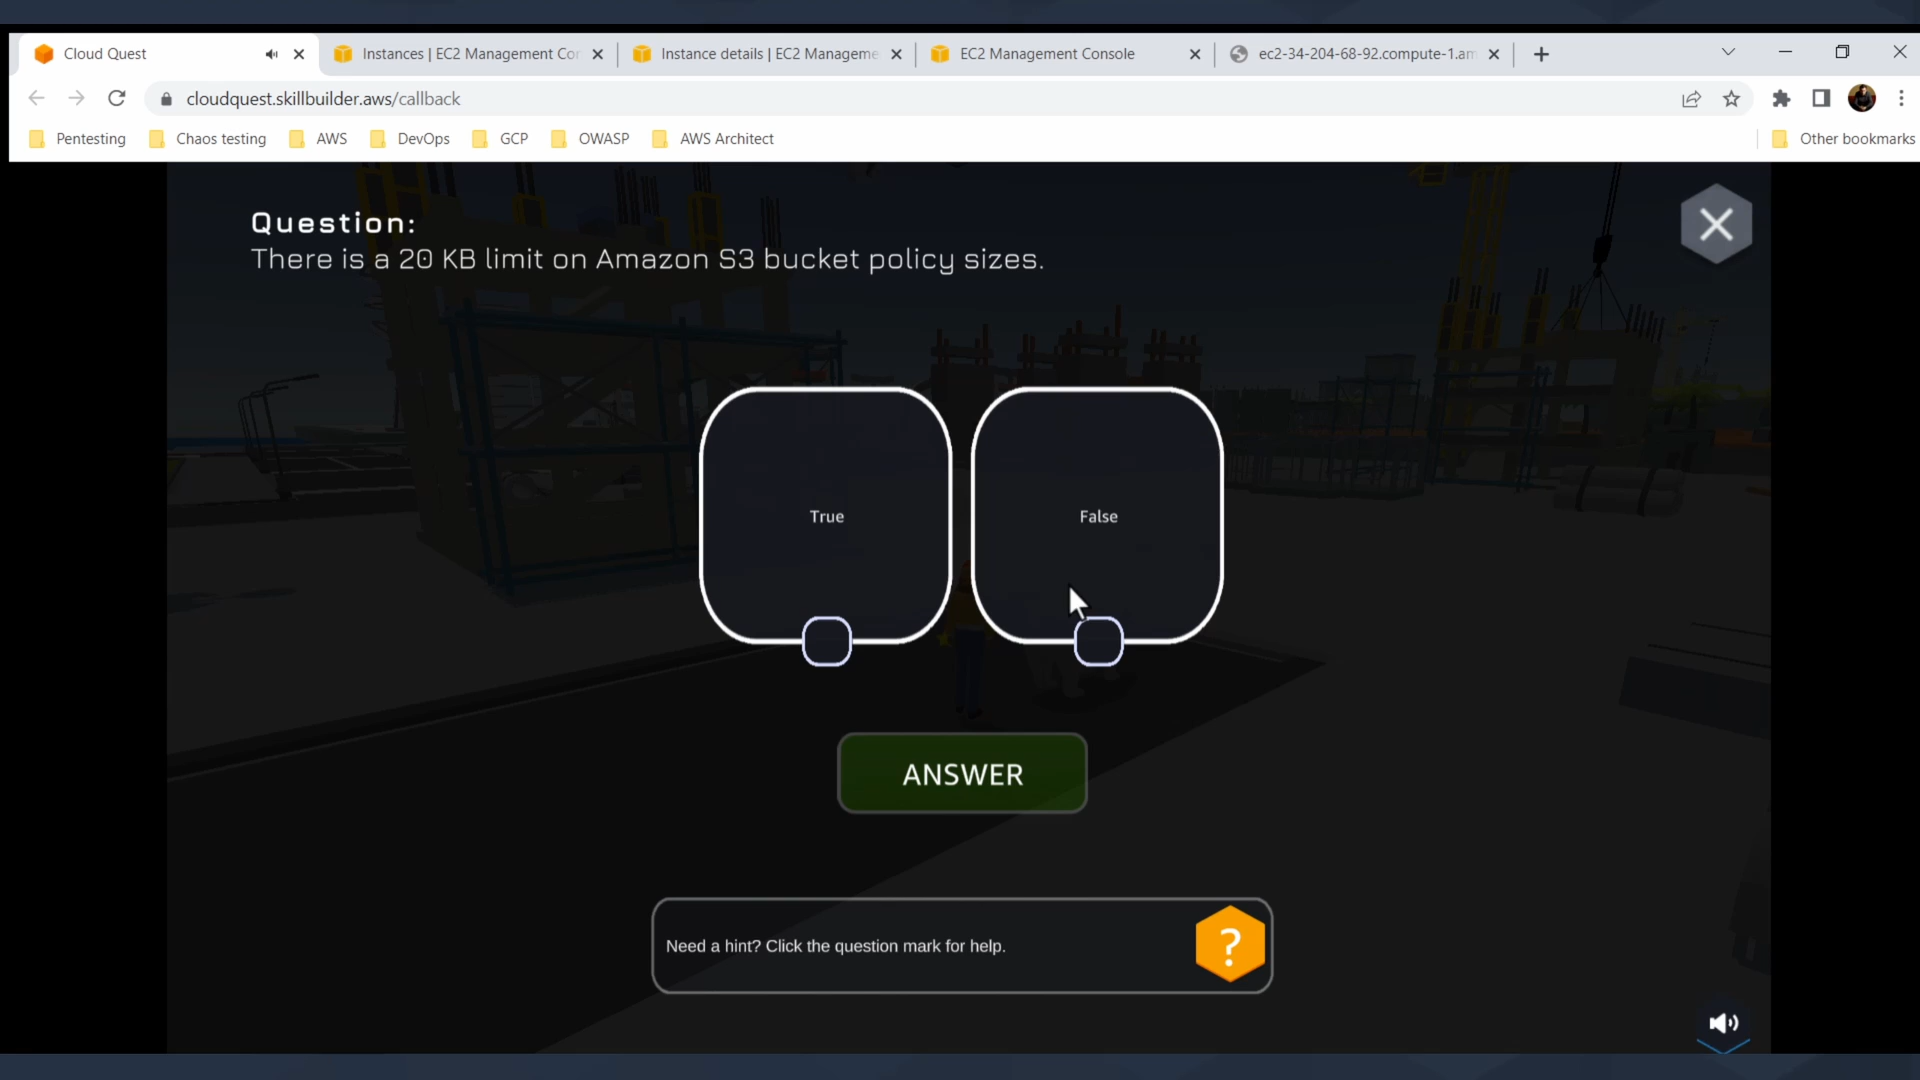 Cloud Quest
Instances | EC2 Management Co
Instance details | EC2 Manageme
EC2 Management Console
ec2-34-204-68-92.compute-1.am
cloudquest.skillbuilder.aws/callback
Pentesting
Chaos testing
AWS
DevOps
GCP
OWASP
AWS Architect
Other bookmarks
Question:
There is a 20 KB limit on Amazon S3 bucket policy sizes.
True
False
ANSWER
Need a hint? Click the question mark for help.
?